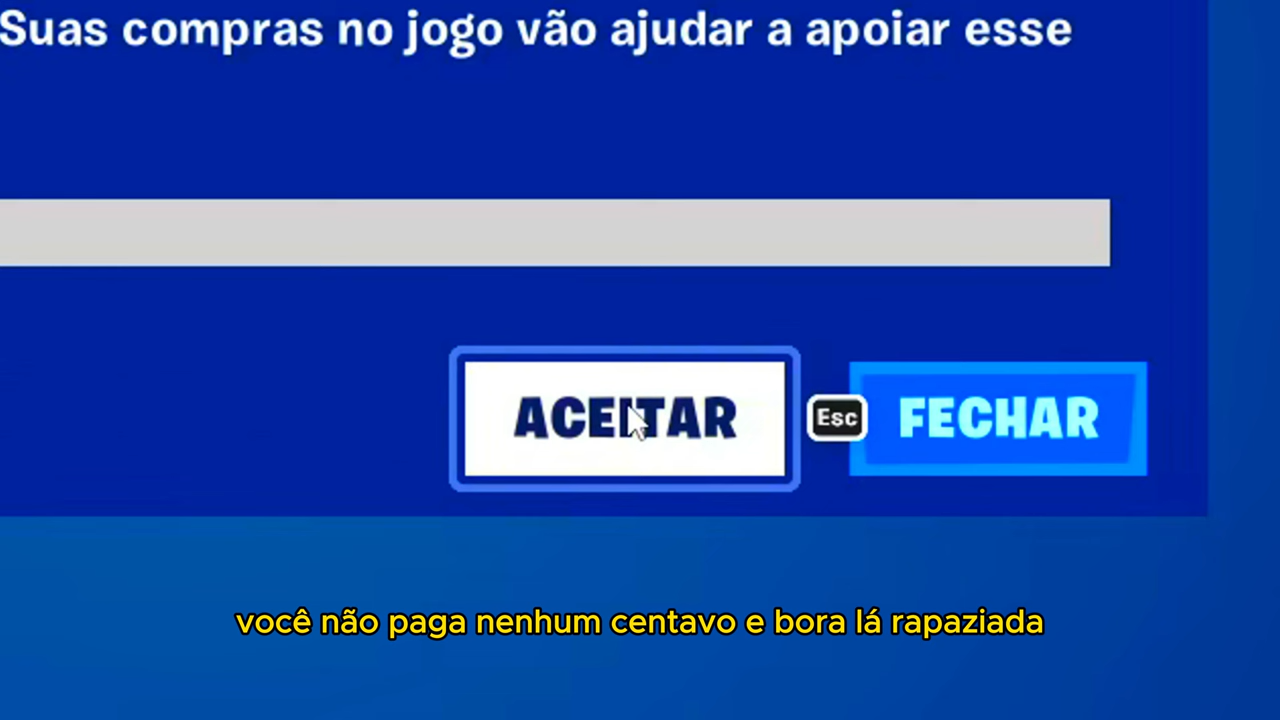 Suas compras no jogo vão ajudar a apoiar esse
ACEITAR
Esc
FECHAR
você não paga nenhum centavo e bora lá rapaziada